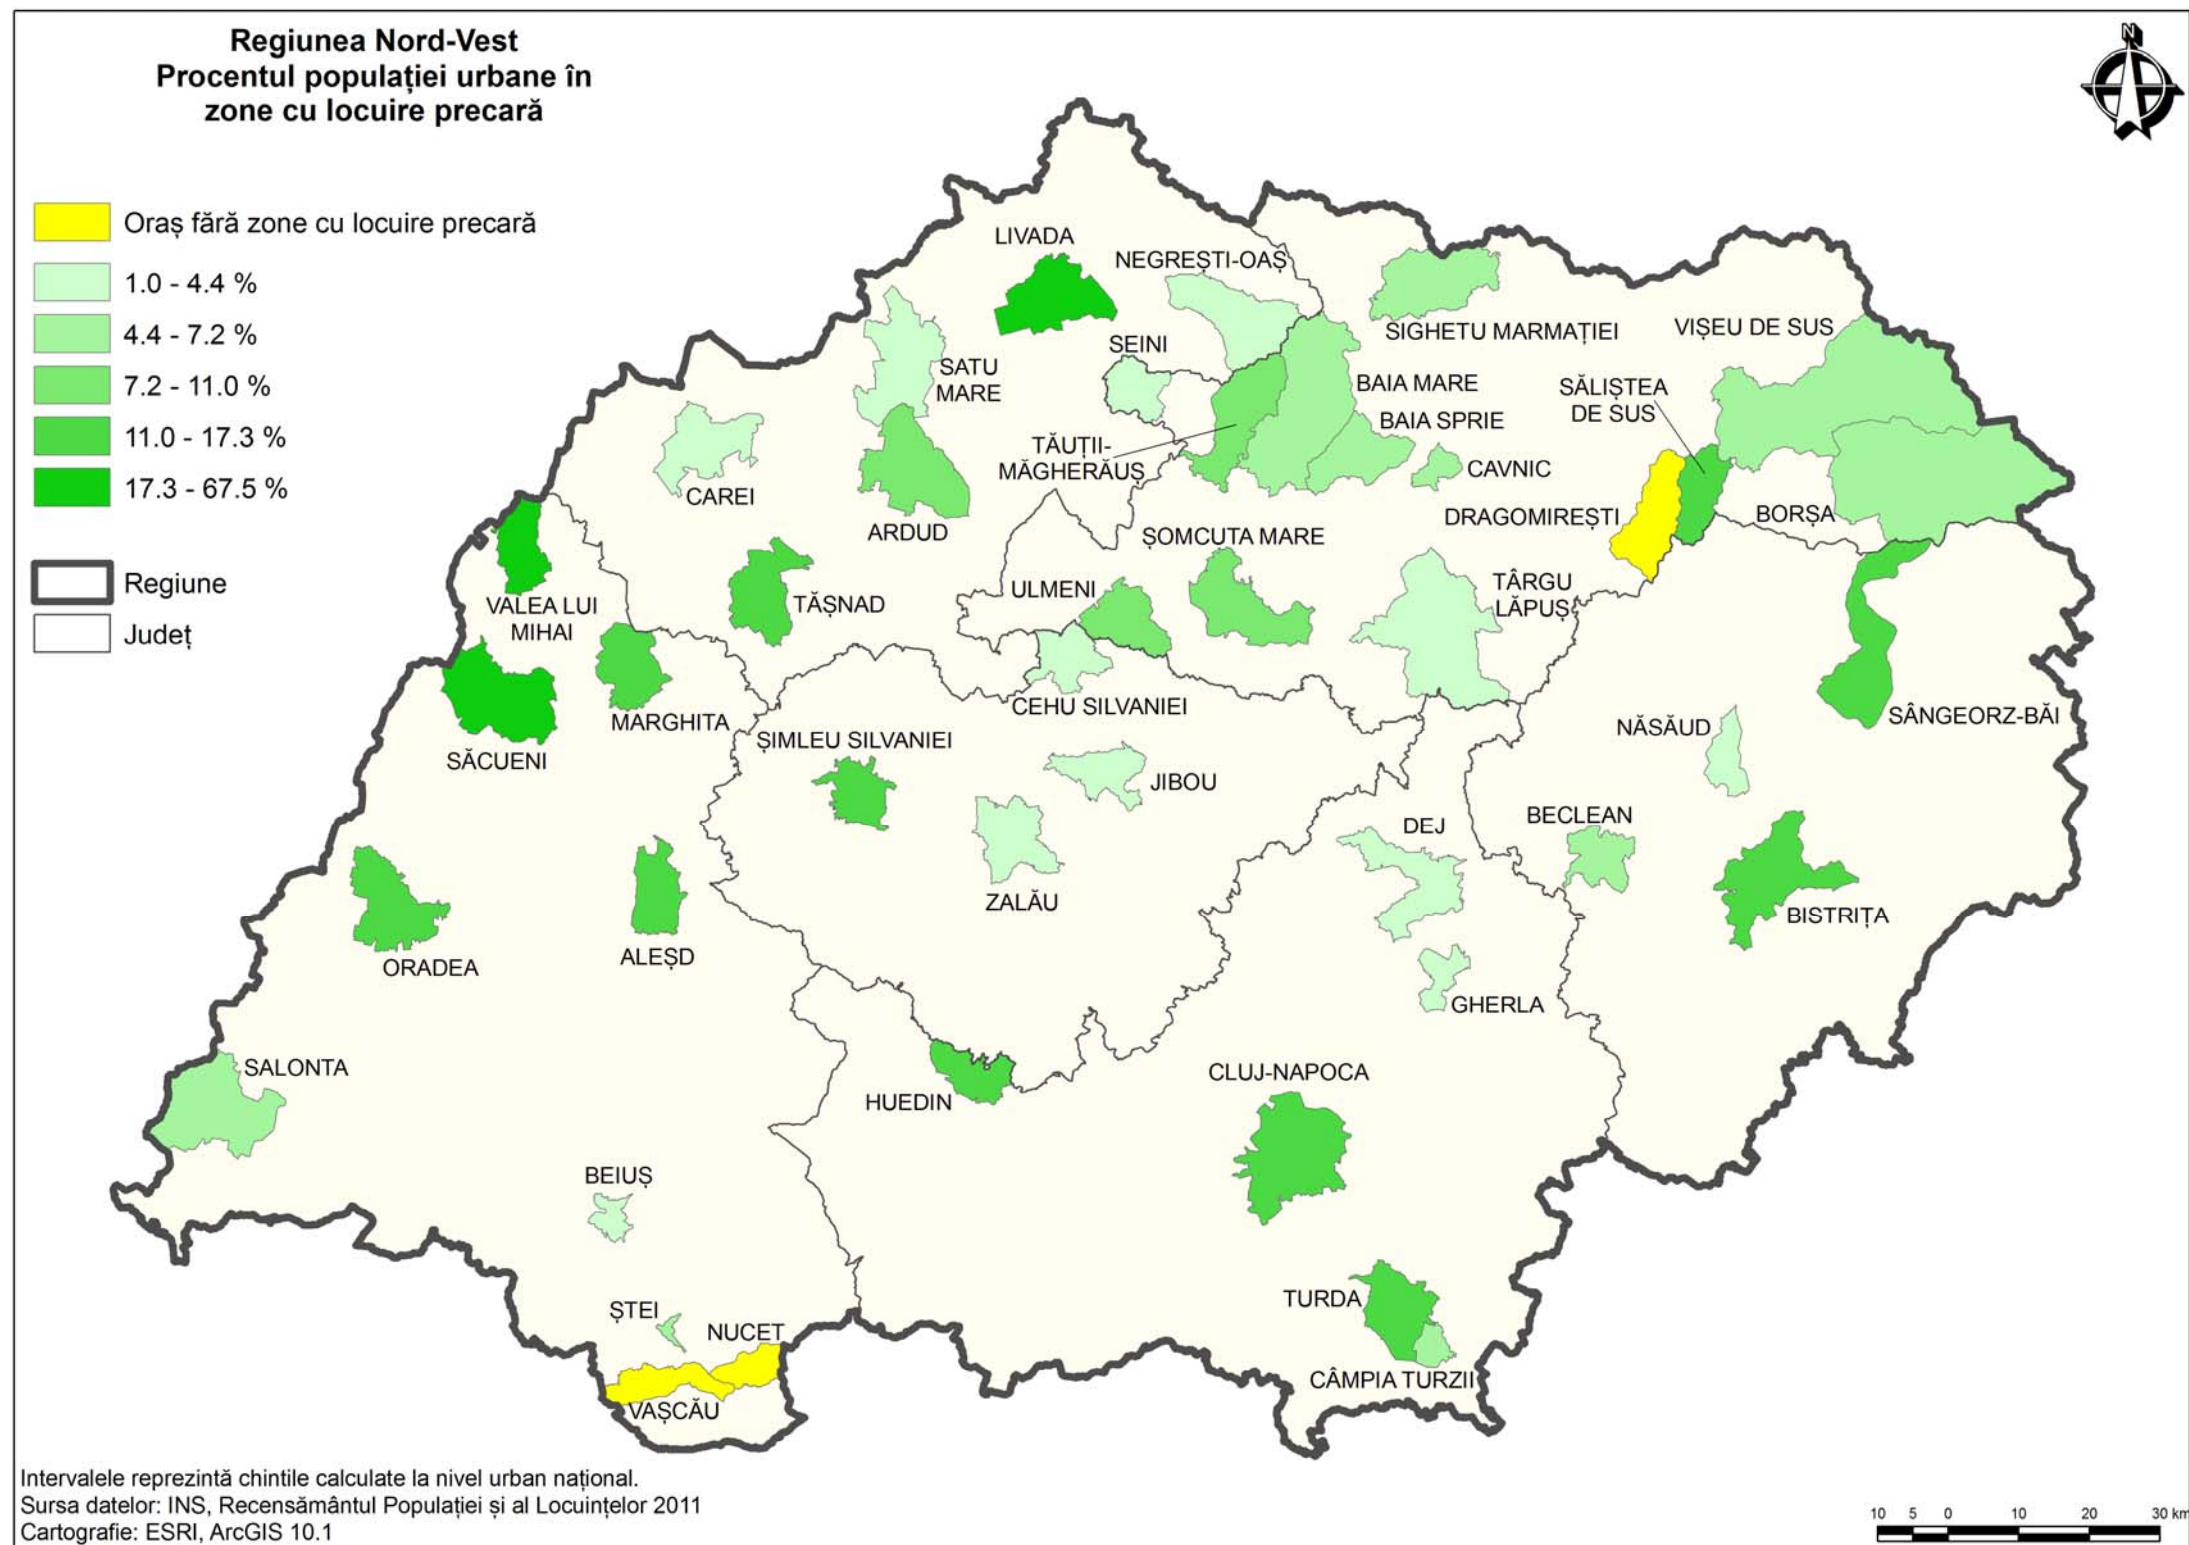 Regiunea Nord-Vest
Procentul populației urbane în
zone cu locuire precară
N
Oraș fără zone cu locuire precară
1.0 - 4.4 %
4.4 - 7.2 %
7.2 - 11.0 %
11.0 - 17.3 %
17.3 - 67.5 %
Regiune
Județ
LIVADA
NEGREȘTI-OAȘ
SIGHETU MARMAȚIEI
VIȘEU DE SUS
SEINI
SATU
MARE
BAIA MARE
SĂLIȘTEA
DE SUS
BAIA SPRIE
TĂUȚII-
MĂGHERĂUȘ
CAVNIC
CAREI
DRAGOMIREȘTI
BORȘA
ARDUD
ȘOMCUTA MARE
ULMENI
TÂRGU
LĂPUȘ
VALEA LUI
MIHAI
TĂȘNAD
CEHU SILVANIEI
SÂNGEORZ-BĂI
MARGHITA
NĂSĂUD
ȘIMLEU SILVANIEI
SĂCUENI
JIBOU
BECLEAN
DEJ
ZALĂU
BISTRIȚA
ALEȘD
ORADEA
GHERLA
SALONTA
CLUJ-NAPOCA
HUEDIN
BEIUȘ
TURDA
ȘTEI
NUCET
CÂMPIA TURZII
VAȘCĂU
Intervalele reprezintă chintile calculate la nivel urban național.
Sursa datelor: INS, Recensământul Populației și al Locuințelor 2011
Cartografie: ESRI, ArcGIS 10.1
10 5 0 10 20 30 km